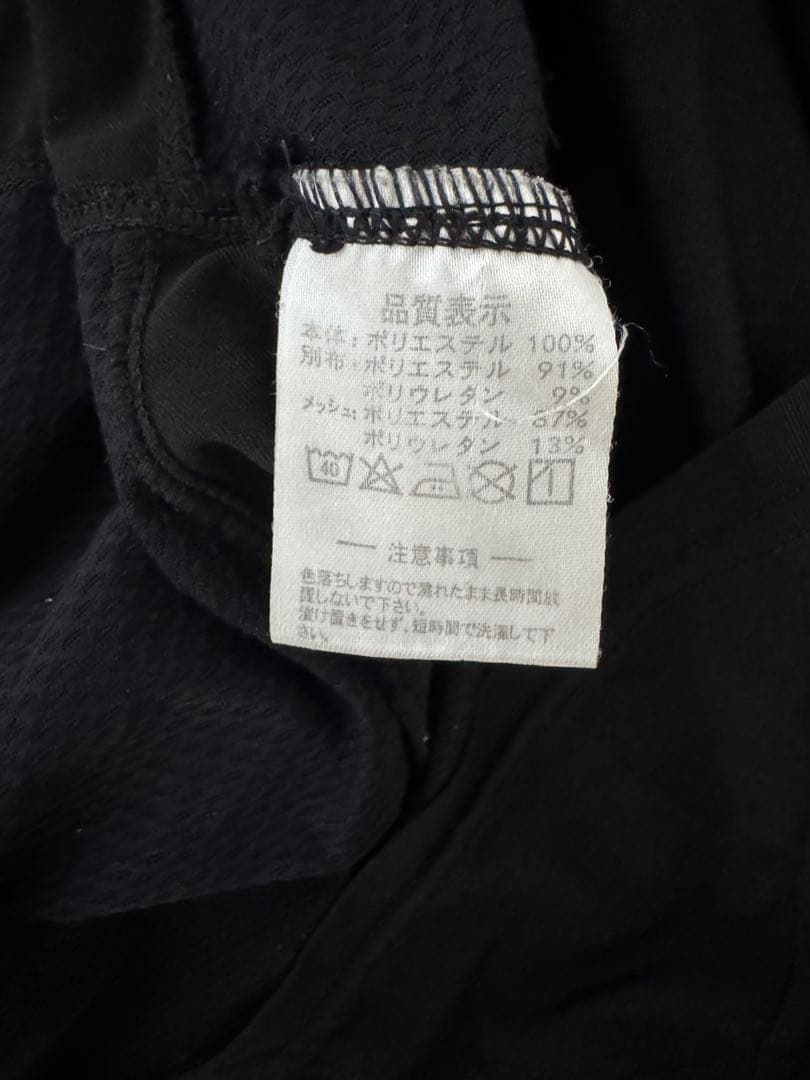 品質表示
本体：ポリエステル 100%
別布：ポリエステル 91%
ポリウレタン 9%
メッシュ：ポリエステル 87%
ポリウレタン 13%
40
― 注意事項 ―
色落ちしますので濡れたまま長時間放
置しないで下さい。
漬け置きをせず、短時間で洗濯して下
さい。